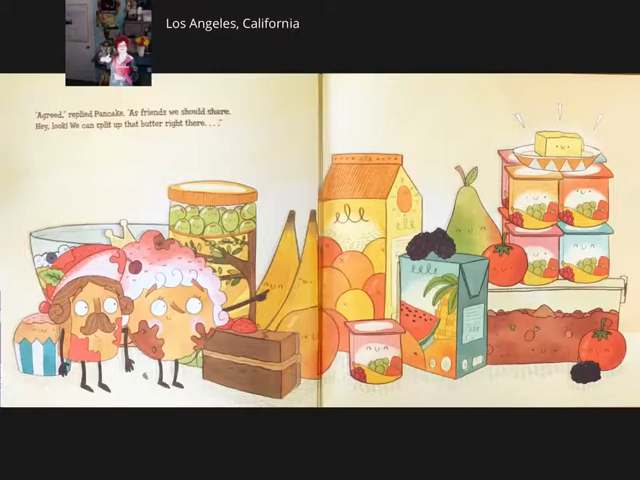 Los Angeles, California
"Agreed," replied Pancake. "As friends we should share.
Hey, look! We can split up that butter right there. . . ."